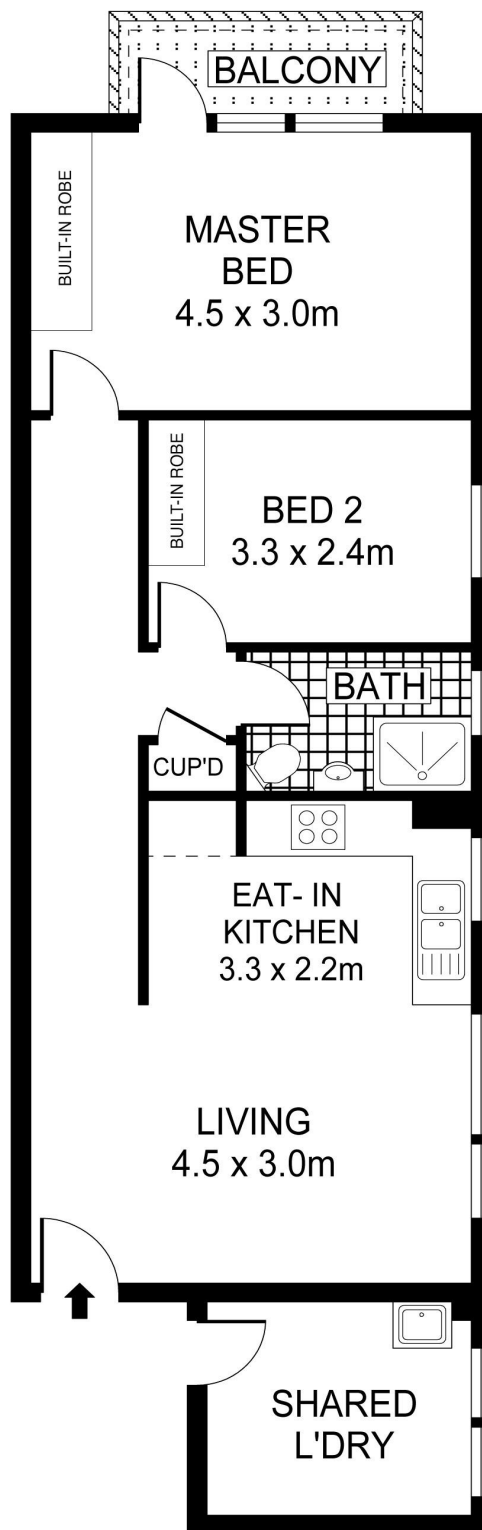 BALCONY
BUILT-IN ROBE
MASTER
BED
4.5 x 3.0m
BUILT-IN ROBE
BED 2
3.3 x 2.4m
BATH
CUP'D
EAT- IN
KITCHEN
3.3 x 2.2m
LIVING
4.5 x 3.0m
SHARED
L'DRY